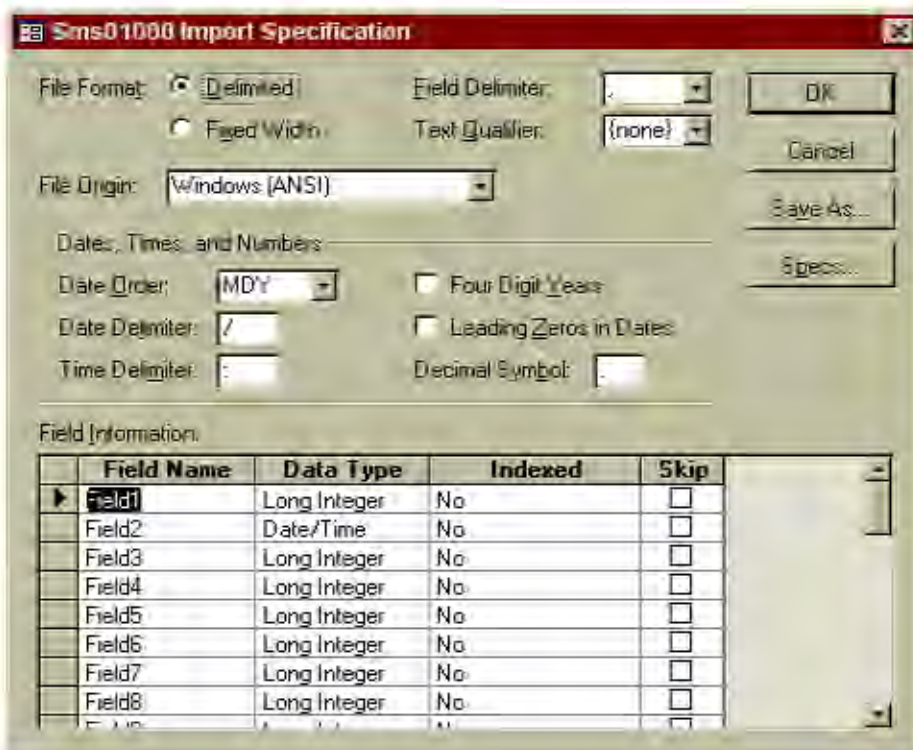 Sms01000 Import Specification
File Format: Delimited Field Delimiter: OK
Fixed Width Text Qualifier: {none} Cancel
File Origin: Windows (ANSI) Save As...
Dates, Times, and Numbers Specs...
Date Order: MDY Four Digit Years
Date Delimiter: / Leading Zeros in Dates
Time Delimiter: : Decimal Symbol: .
Field Information:
Field Name Data Type Indexed Skip
Field1 Long Integer No
Field2 Date/Time No
Field3 Long Integer No
Field4 Long Integer No
Field5 Long Integer No
Field6 Long Integer No
Field7 Long Integer No
Field8 Long Integer No